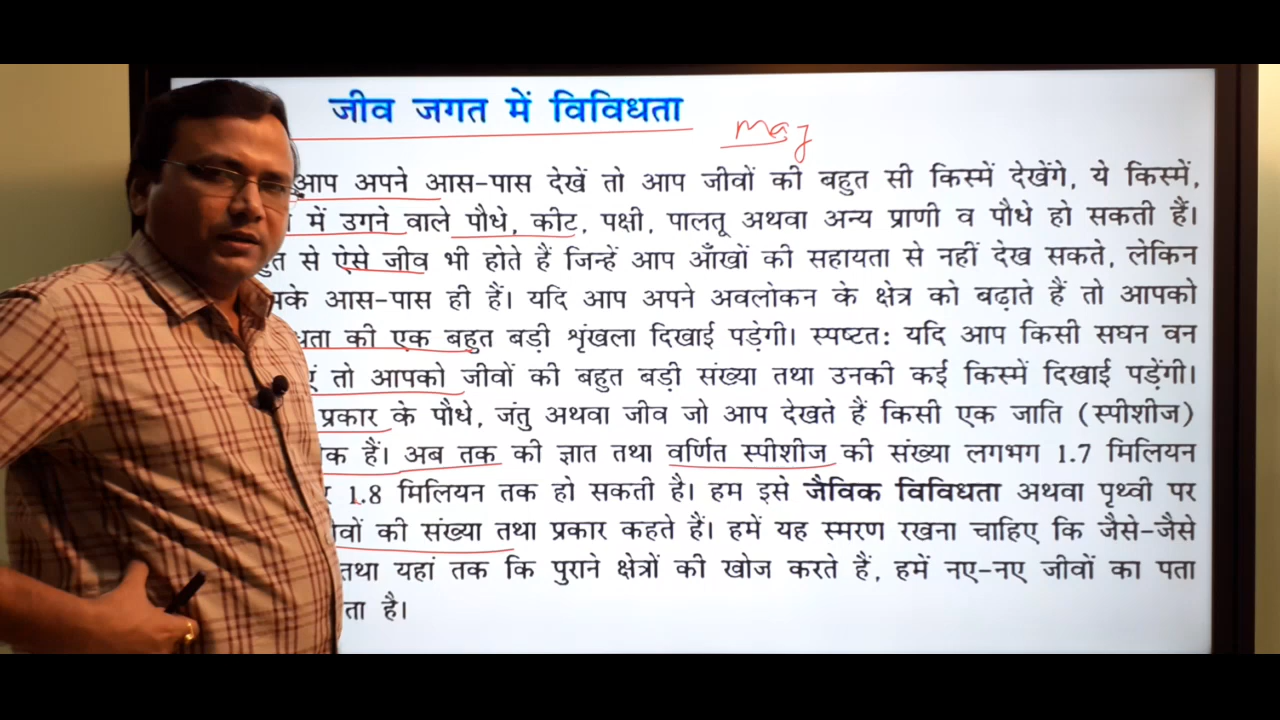 जीव जगत में विविधता
आप अपने आस-पास देखें तो आप जीवों की बहुत सी किस्में देखेंगे, ये किस्में,
में उगने वाले पौधे, कीट, पक्षी, पालतू अथवा अन्य प्राणी व पौधे हो सकती हैं।
से ऐसे जीव भी होते हैं जिन्हें आप आँखों की सहायता से नहीं देख सकते, लेकिन
आस-पास ही हैं। यदि आप अपने अवलोकन के क्षेत्र को बढ़ाते हैं तो आपको
की एक बहुत बड़ी शृंखला दिखाई पड़ेगी। स्पष्टतः यदि आप किसी सघन वन
तो आपको जीवों की बहुत बड़ी संख्या तथा उनकी कई किस्में दिखाई पड़ेंगी।
प्रकार के पौधे, जंतु अथवा जीव जो आप देखते हैं किसी एक जाति (स्पीशीज)
हैं। अब तक की ज्ञात तथा वर्णित स्पीशीज की संख्या लगभग 1.7 मिलियन
1.8 मिलियन तक हो सकती है। हम इसे जैविक विविधता अथवा पृथ्वी पर
की संख्या तथा प्रकार कहते हैं। हमें यह स्मरण रखना चाहिए कि जैसे-जैसे
तथा यहां तक कि पुराने क्षेत्रों की खोज करते हैं, हमें नए-नए जीवों का पता
है।